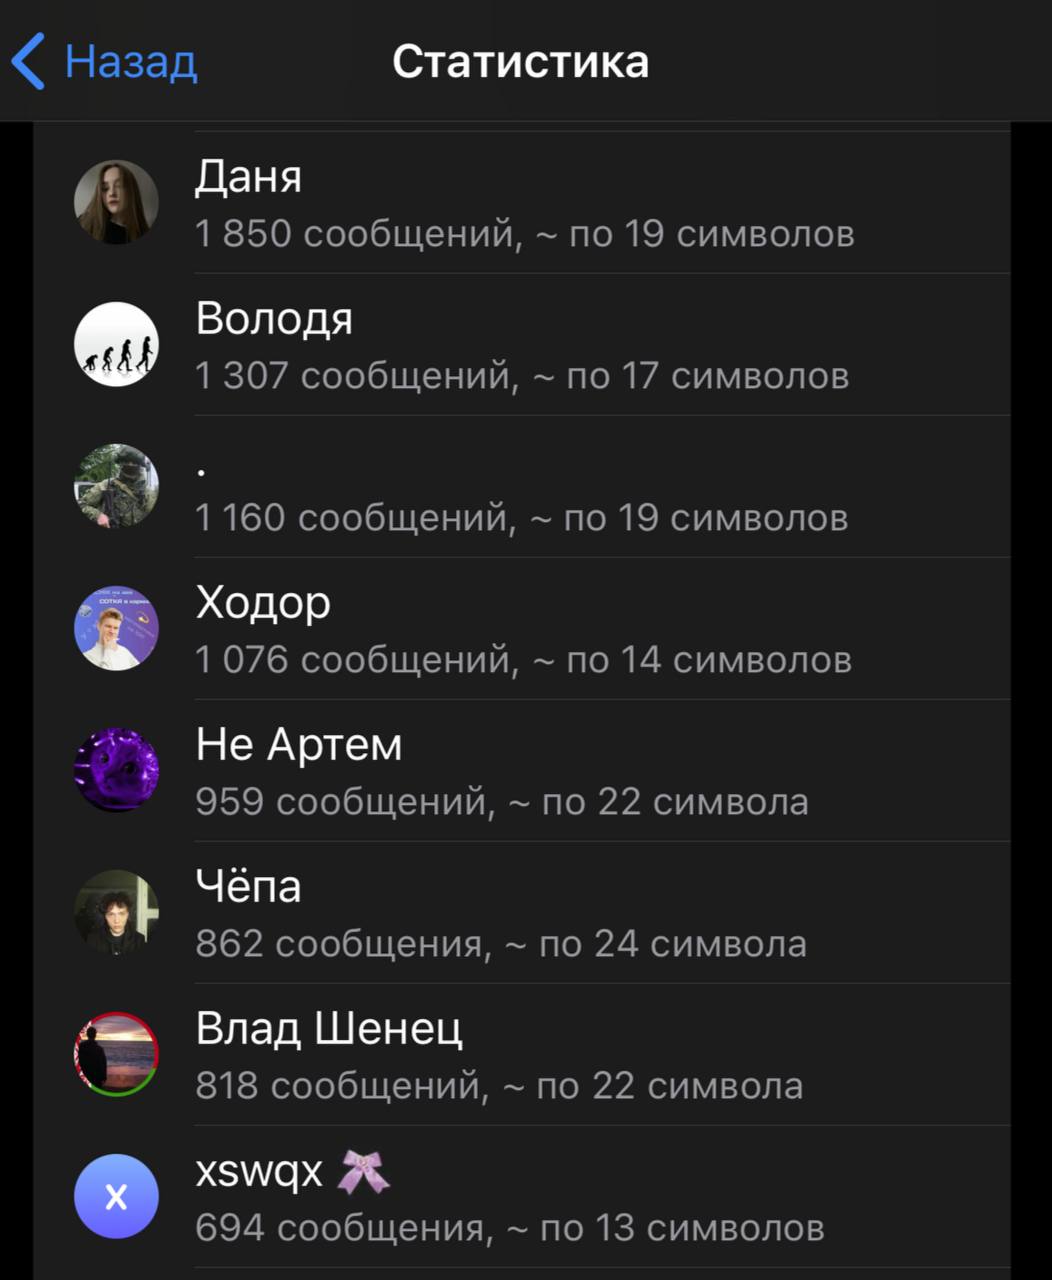 Назад
Статистика
Даня
1 850 сообщений, ~ по 19 символов
Володя
1 307 сообщений, ~ по 17 символов
.
1 160 сообщений, ~ по 19 символов
Ходор
1 076 сообщений, ~ по 14 символов
Не Артем
959 сообщений, ~ по 22 символа
Чёпа
862 сообщения, ~ по 24 символа
Влад Шенец
818 сообщений, ~ по 22 символа
X
xswqx 🎀
694 сообщения, ~ по 13 символов